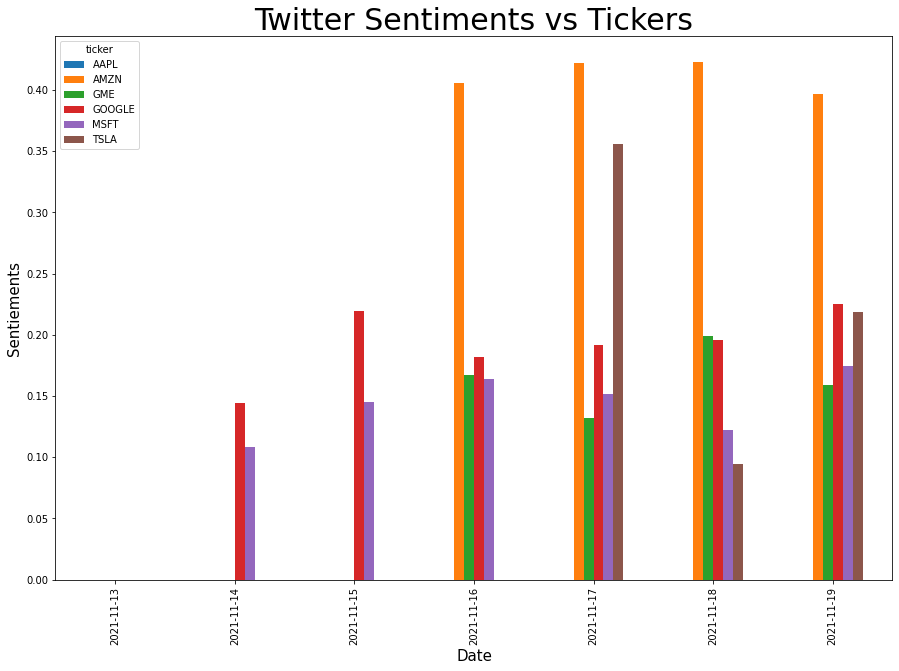 Twitter Sentiments vs Tickers
ticker
AAPL
AMZN
GME
GOOGLE
MSFT
TSLA
0.40
0.35
0.30
0.25
0.20
0.15
0.10
0.05
0.00
Sentiements
2021-11-13
2021-11-14
2021-11-15
2021-11-16
2021-11-17
2021-11-18
2021-11-19
Date